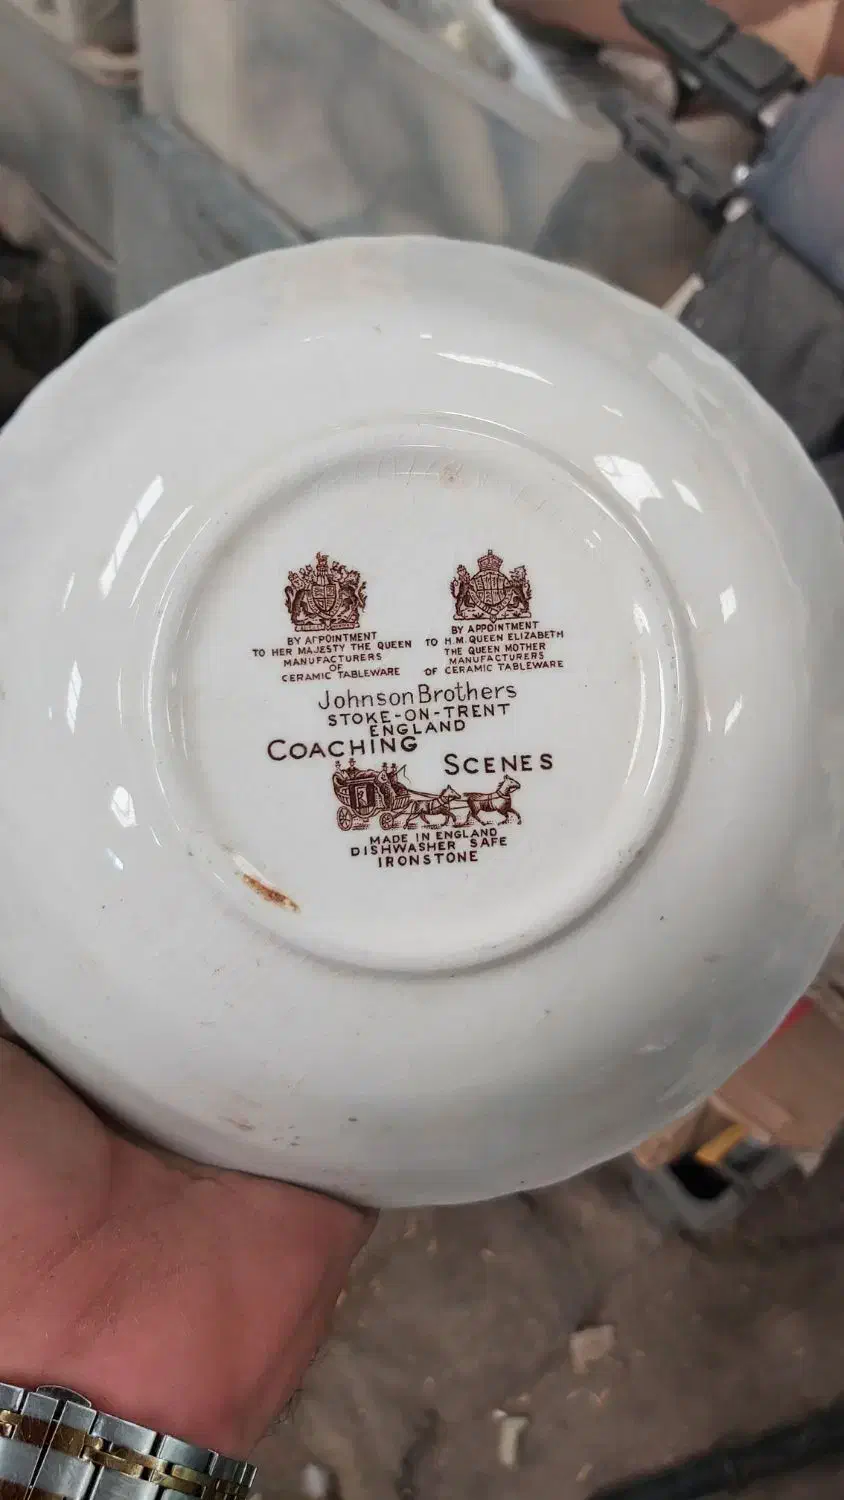 BY APPOINTMENT
TO HER MAJESTY THE QUEEN
MANUFACTURERS
OF
CERAMIC TABLEWARE
BY APPOINTMENT
TO H.M. QUEEN ELIZABETH
THE QUEEN MOTHER
MANUFACTURERS
OF CERAMIC TABLEWARE
Johnson Brothers
STOKE-ON-TRENT
ENGLAND
COACHING SCENES
MADE IN ENGLAND
DISHWASHER SAFE
IRONSTONE